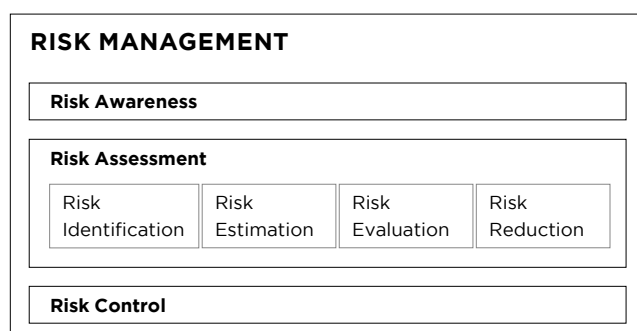 RISK MANAGEMENT
Risk Awareness
Risk Assessment
Risk
Identification
Risk
Estimation
Risk
Evaluation
Risk
Reduction
Risk Control